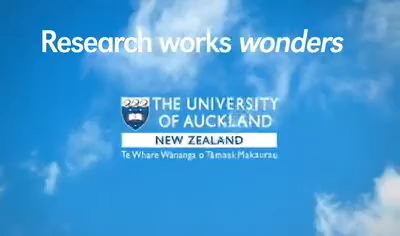 Research works wonders
THE UNIVERSITY
OF AUCKLAND
NEW ZEALAND
Te Whare Wānanga o Tāmaki Makaurau